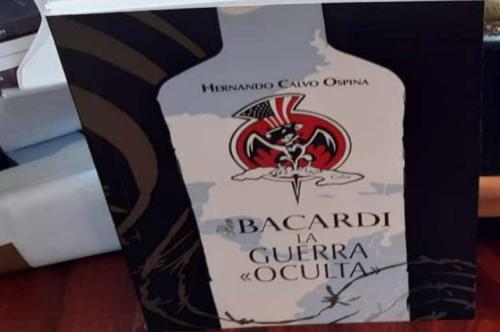 HERNANDO CALVO OSPINA
BACARDI
LA
GUERRA
«OCULTA»